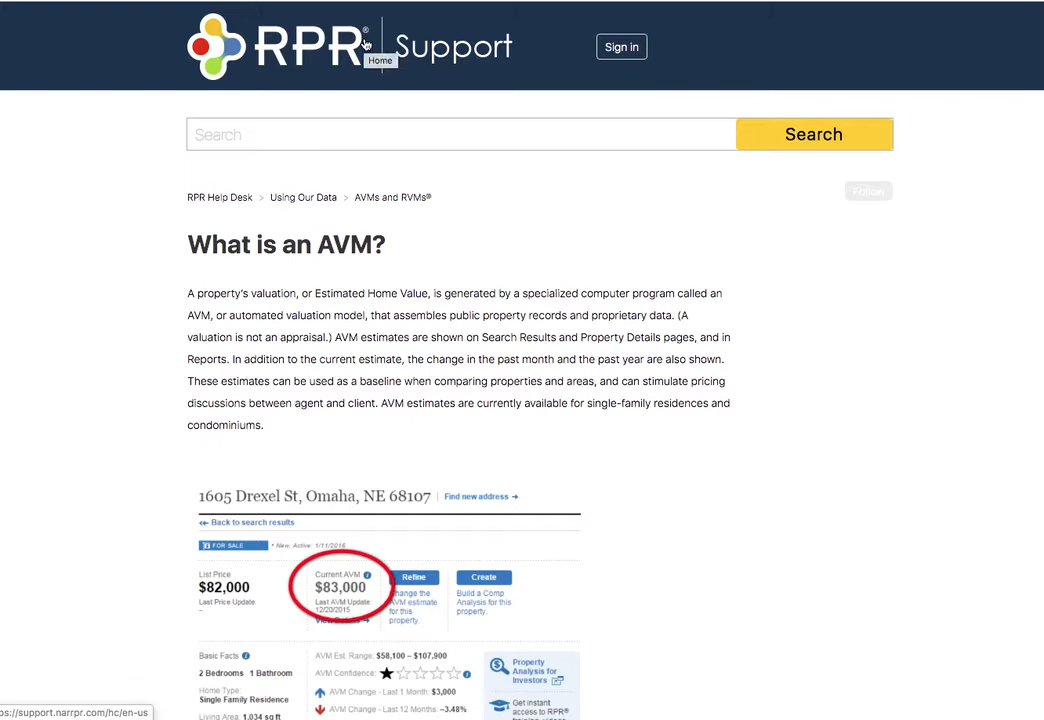 RPR® Support
Home
Sign in
Search
Search
RPR Help Desk > Using Our Data > AVMs and RVMs®
Follow
What is an AVM?
A property's valuation, or Estimated Home Value, is generated by a specialized computer program called an
AVM, or automated valuation model, that assembles public property records and proprietary data. (A
valuation is not an appraisal.) AVM estimates are shown on Search Results and Property Details pages, and in
Reports. In addition to the current estimate, the change in the past month and the past year are also shown.
These estimates can be used as a baseline when comparing properties and areas, and can stimulate pricing
discussions between agent and client. AVM estimates are currently available for single-family residences and
condominiums.
1605 Drexel St, Omaha, NE 68107 | Find new address
Back to search results
FOR SALE • New, Active: 1/11/2016
List Price
$82,000
Last Price Update
--
Current AVM
$83,000
Last AVM Update:
12/20/2015
Refine
Change the
AVM estimate
for this
property.
Create
Build a Comp
Analysis for this
property.
Basic Facts
2 Bedrooms 1 Bathroom
Home Type:
Single Family Residence
Living Area: 1,034 sq ft
AVM Est. Range: $58,100 – $107,900
AVM Confidence:
AVM Change - Last 1 Month: $3,000
AVM Change - Last 12 Months: –3.48%
Property
Analysis for
Investors
Get instant
access to RPR®
ps://support.narrpr.com/hc/en-us